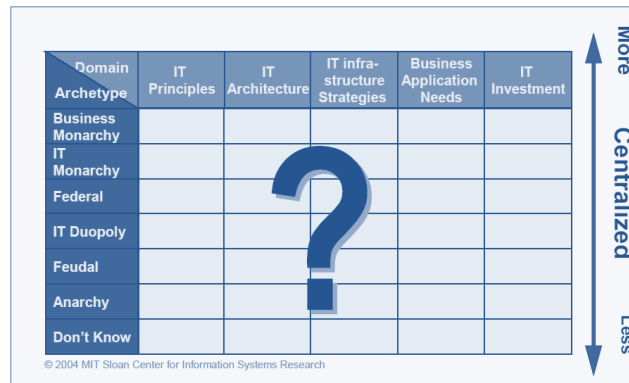 Domain
Archetype
IT
Principles
IT
Architecture
IT infra-
structure
Strategies
Business
Application
Needs
IT
Investment
Business
Monarchy
IT
Monarchy
Federal
IT Duopoly
Feudal
Anarchy
Don't Know
?
More
Centralized
Less
© 2004 MIT Sloan Center for Information Systems Research